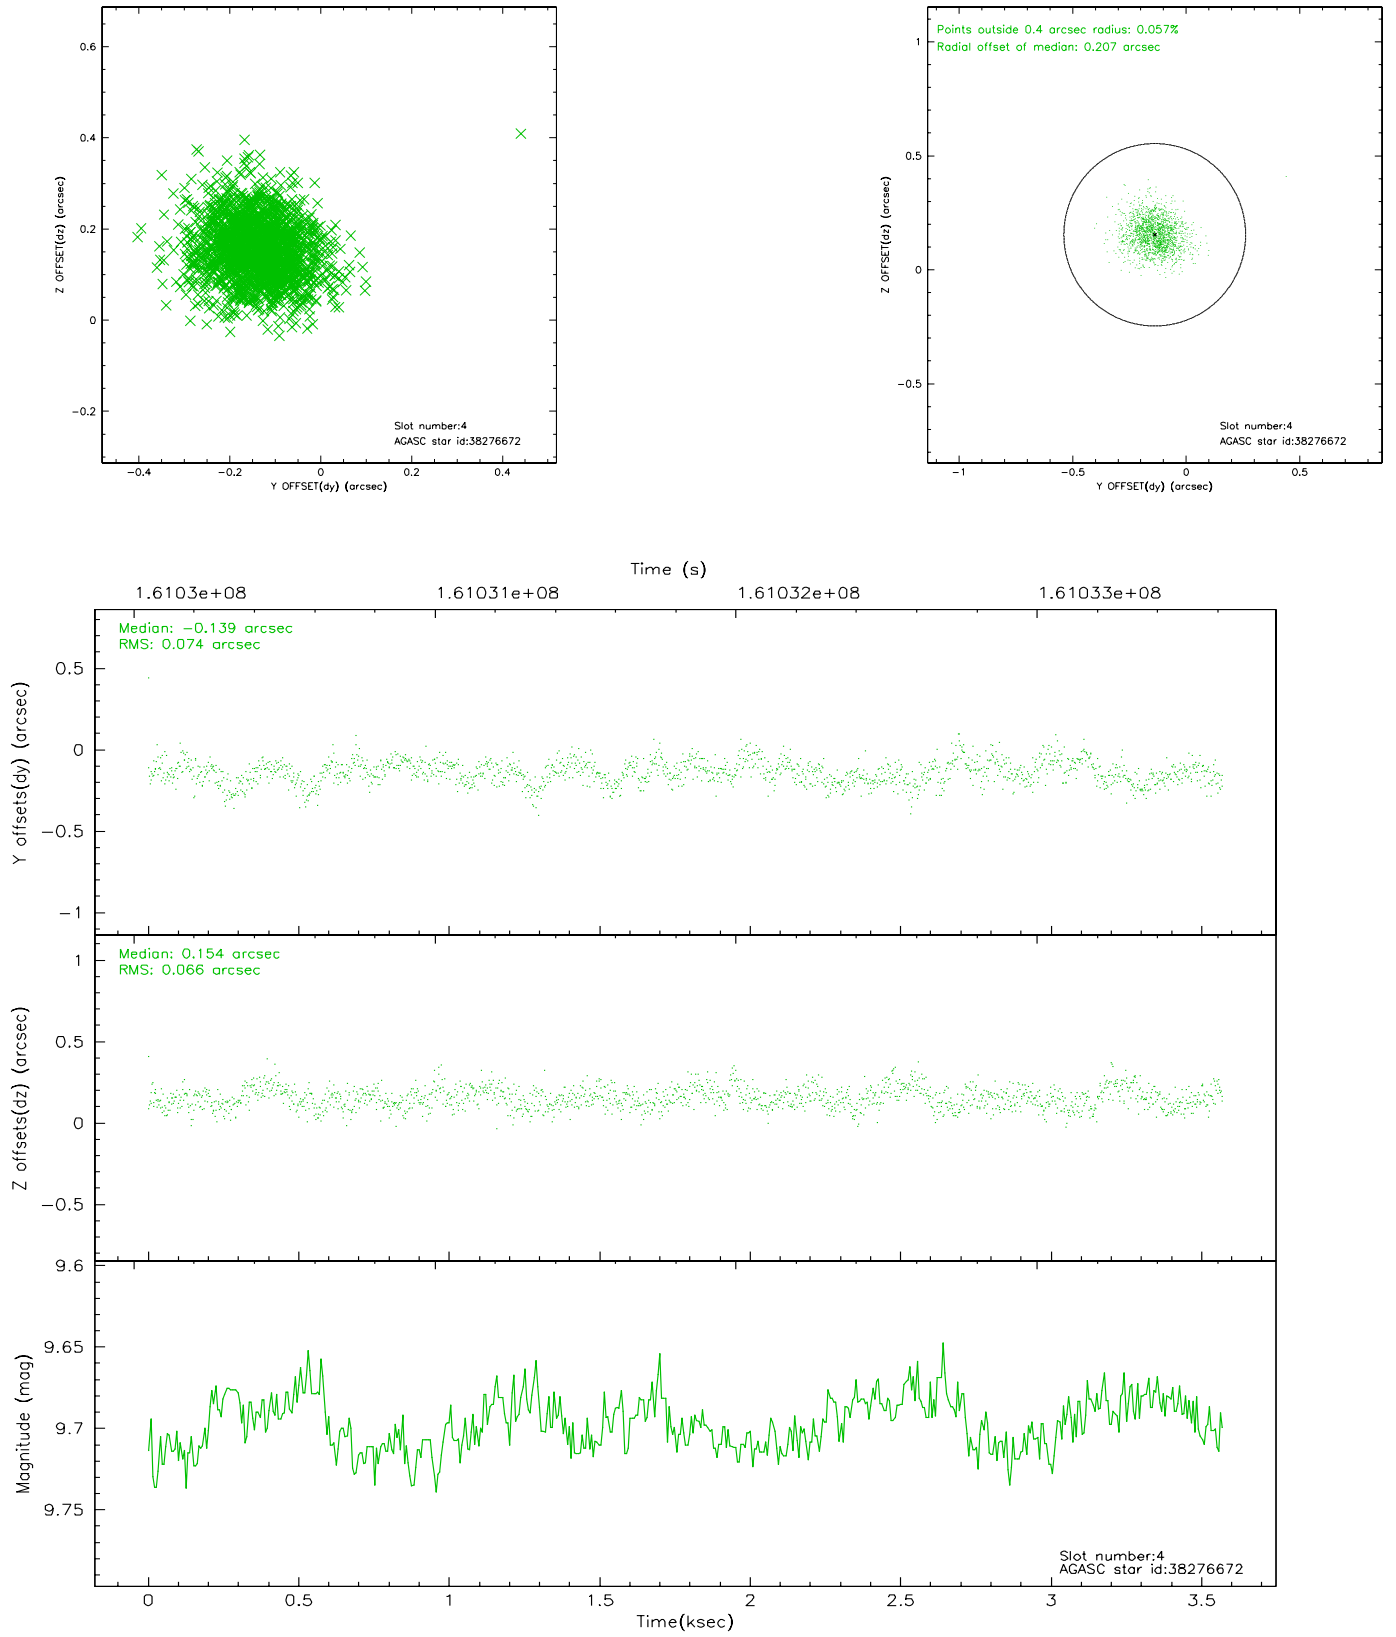 0.6
0.4
0.2
0
−0.2
Z OFFSET(dz) (arcsec)
Slot number:4
AGASC star id:38276672
−0.4 −0.2 0 0.2 0.4
Y OFFSET(dy) (arcsec)
Points outside 0.4 arcsec radius: 0.057%
Radial offset of median: 0.207 arcsec
1
0.5
0
−0.5
Z OFFSET(dz) (arcsec)
Slot number:4
AGASC star id:38276672
−1 −0.5 0 0.5
Y OFFSET(dy) (arcsec)
Time (s)
1.6103e+08 1.61031e+08 1.61032e+08 1.61033e+08
Median: −0.139 arcsec
RMS: 0.074 arcsec
0.5
0
−0.5
−1
Y offsets(dy) (arcsec)
Median: 0.154 arcsec
RMS: 0.066 arcsec
1
0.5
0
−0.5
Z offsets(dz) (arcsec)
9.6
9.65
9.7
9.75
Magnitude (mag)
Slot number:4
AGASC star id:38276672
0 0.5 1 1.5 2 2.5 3 3.5
Time(ksec)